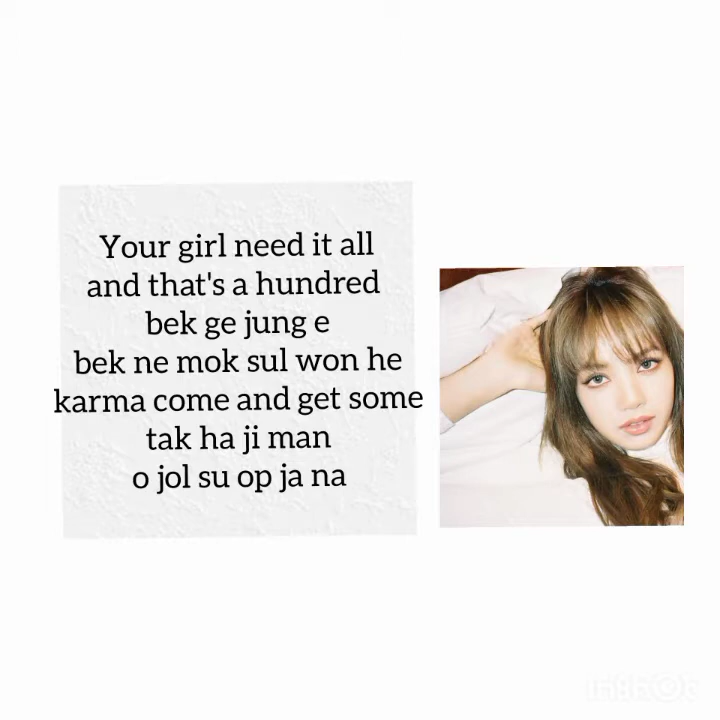 Your girl need it all
and that's a hundred
bek ge jung e
bek ne mok sul won he
karma come and get some
tak ha ji man
o jol su op ja na